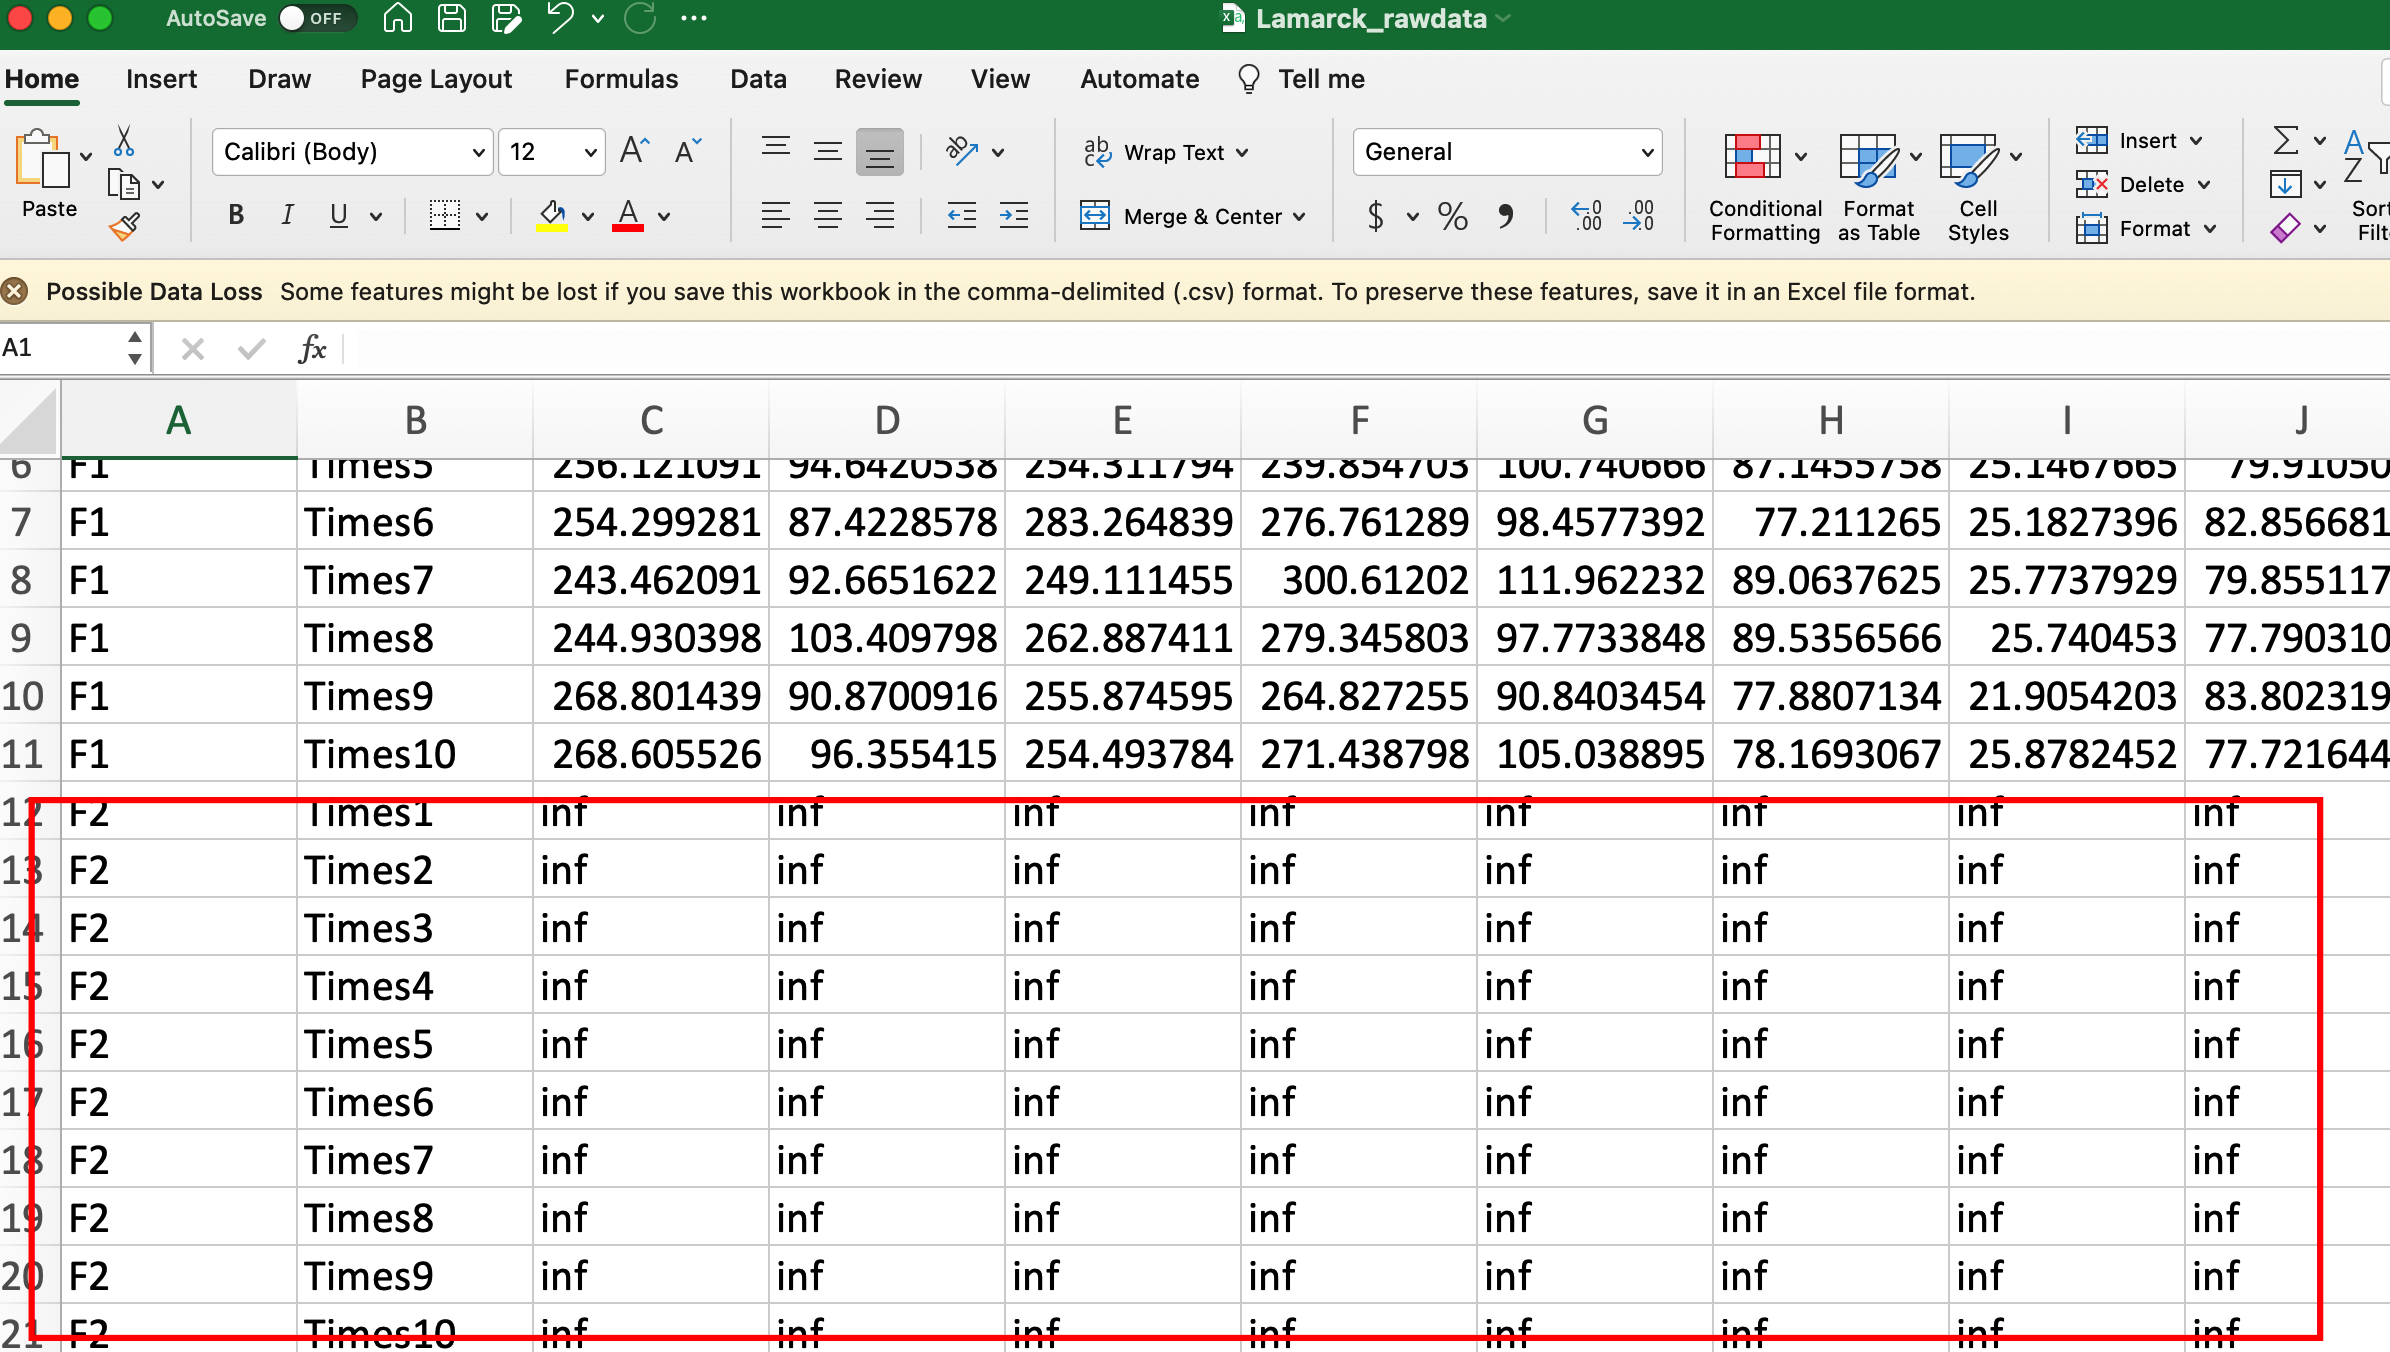 AutoSave OFF Lamarck_rawdata
Home Insert Draw Page Layout Formulas Data Review View Automate Tell me
Paste Calibri (Body) 12 Wrap Text General Conditional Formatting Format as Table Cell Styles Insert
Merge & Center Delete
Format
Possible Data Loss Some features might be lost if you save this workbook in the comma-delimited (.csv) format. To preserve these features, save it in an Excel file format.
A1 fx
A B C D E F G H I J
6 F1 Times5 256.121091 94.6420538 254.311794 239.854703 100.740666 87.1455758 25.1467665 79.91050
7 F1 Times6 254.299281 87.4228578 283.264839 276.761289 98.4577392 77.211265 25.1827396 82.856681
8 F1 Times7 243.462091 92.6651622 249.111455 300.61202 111.962232 89.0637625 25.7737929 79.855117
9 F1 Times8 244.930398 103.409798 262.887411 279.345803 97.7733848 89.5356566 25.740453 77.790310
10 F1 Times9 268.801439 90.8700916 255.874595 264.827255 90.8403454 77.8807134 21.9054203 83.802319
11 F1 Times10 268.605526 96.355415 254.493784 271.438798 105.038895 78.1693067 25.8782452 77.721644
12 F2 Times1 inf inf inf inf inf inf inf inf
13 F2 Times2 inf inf inf inf inf inf inf inf
14 F2 Times3 inf inf inf inf inf inf inf inf
15 F2 Times4 inf inf inf inf inf inf inf inf
16 F2 Times5 inf inf inf inf inf inf inf inf
17 F2 Times6 inf inf inf inf inf inf inf inf
18 F2 Times7 inf inf inf inf inf inf inf inf
19 F2 Times8 inf inf inf inf inf inf inf inf
20 F2 Times9 inf inf inf inf inf inf inf inf
21 F2 Times10 inf inf inf inf inf inf inf inf